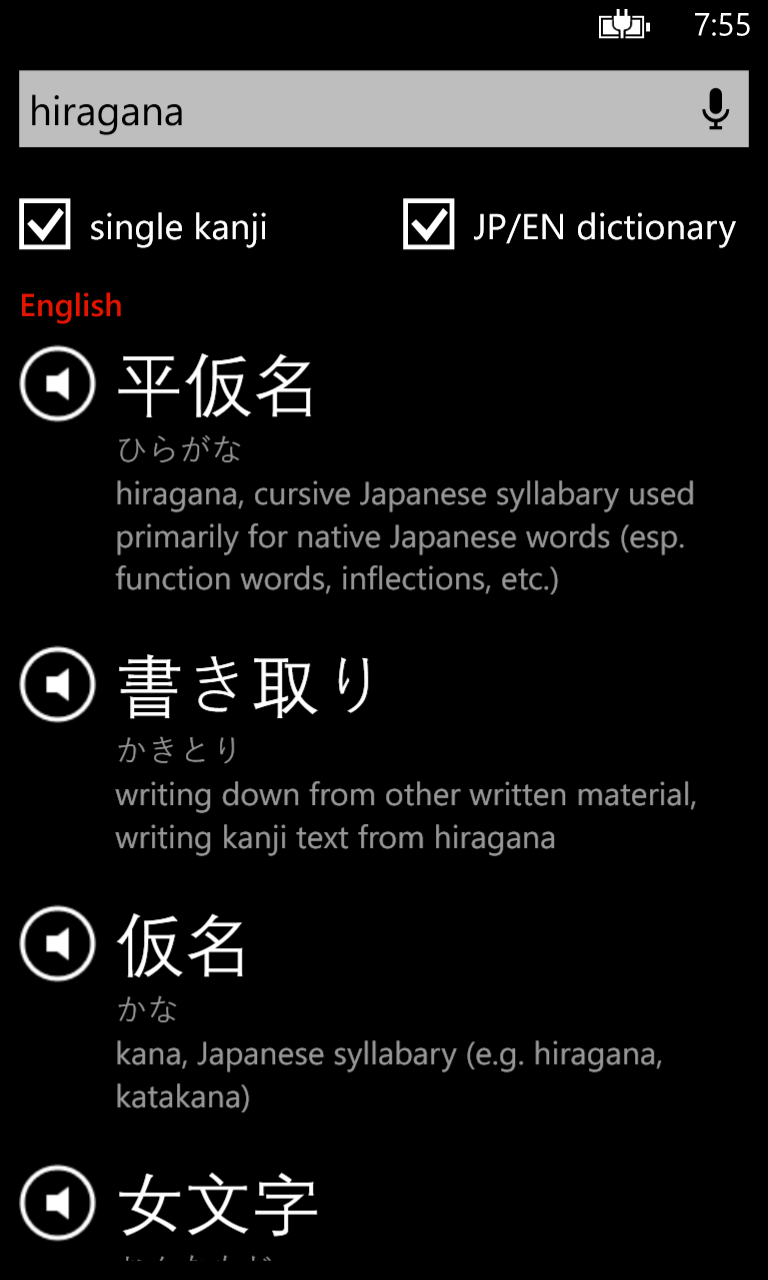 7:55
hiragana
single kanji
JP/EN dictionary
English
平仮名
ひらがな
hiragana, cursive Japanese syllabary used
primarily for native Japanese words (esp.
function words, inflections, etc.)
書き取り
かきとり
writing down from other written material,
writing kanji text from hiragana
仮名
かな
kana, Japanese syllabary (e.g. hiragana,
katakana)
女文字